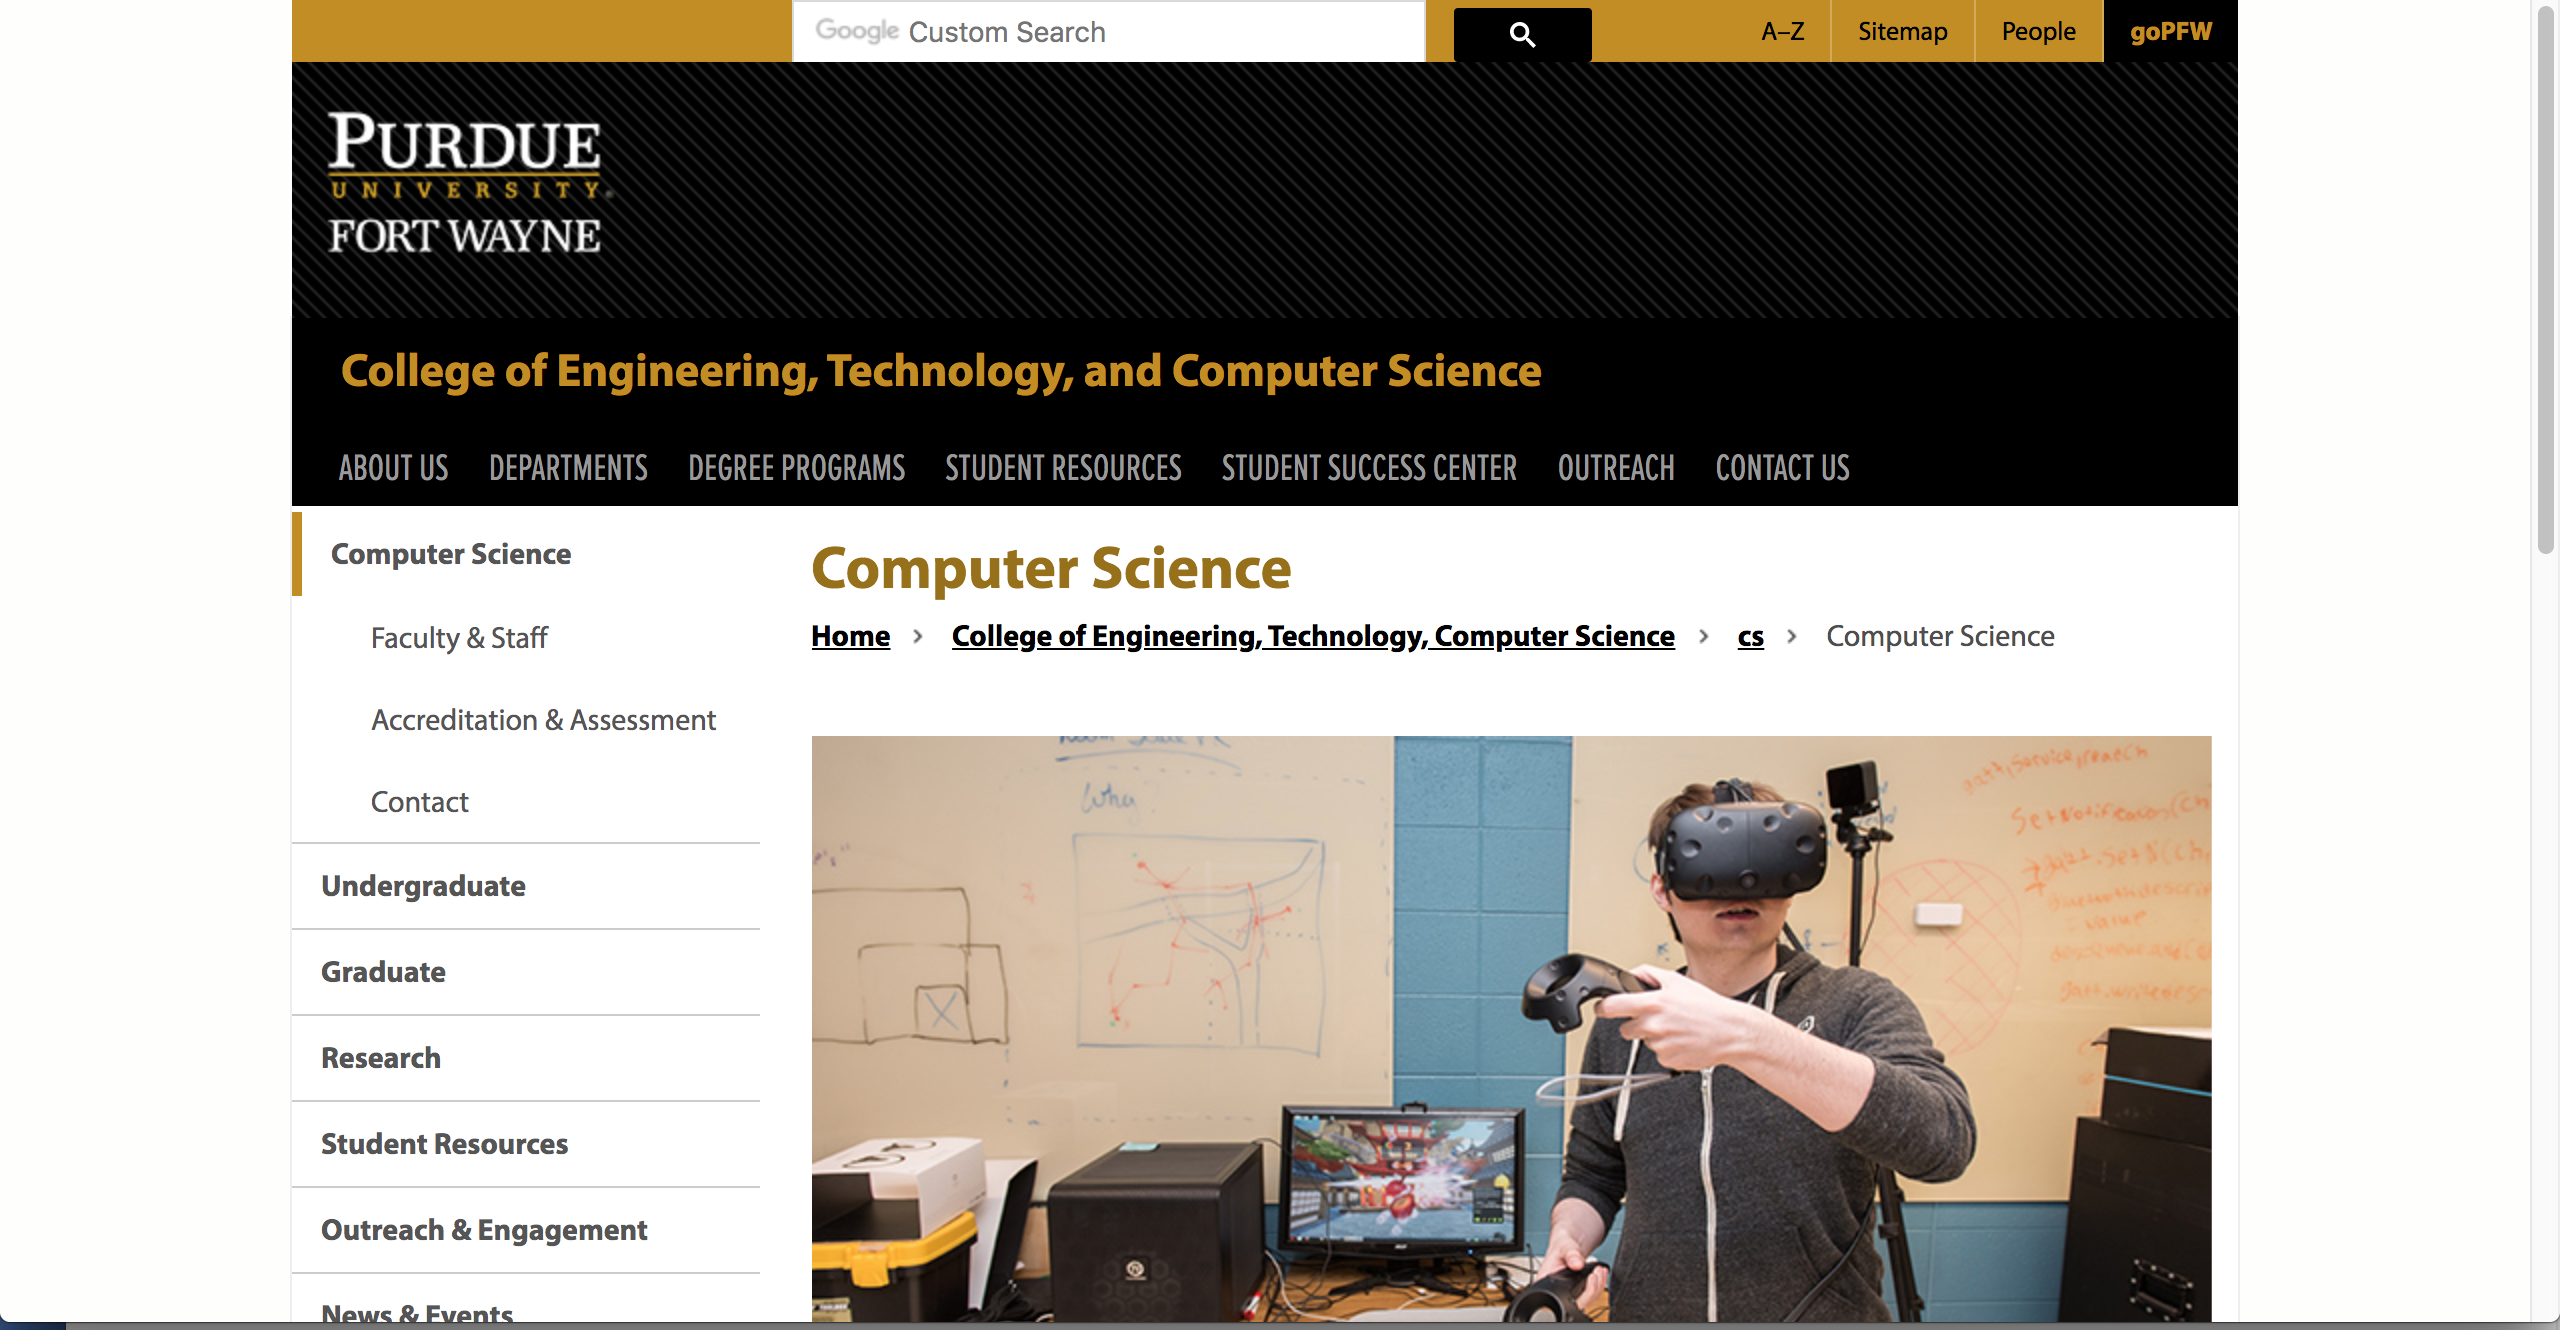 Google Custom Search
A–Z
Sitemap
People
goPFW
PURDUE
UNIVERSITY
FORT WAYNE
College of Engineering, Technology, and Computer Science
ABOUT US
DEPARTMENTS
DEGREE PROGRAMS
STUDENT RESOURCES
STUDENT SUCCESS CENTER
OUTREACH
CONTACT US
Computer Science
Faculty & Staff
Accreditation & Assessment
Contact
Undergraduate
Graduate
Research
Student Resources
Outreach & Engagement
News & Events
Computer Science
Home › College of Engineering, Technology, Computer Science › cs › Computer Science
Why
= value